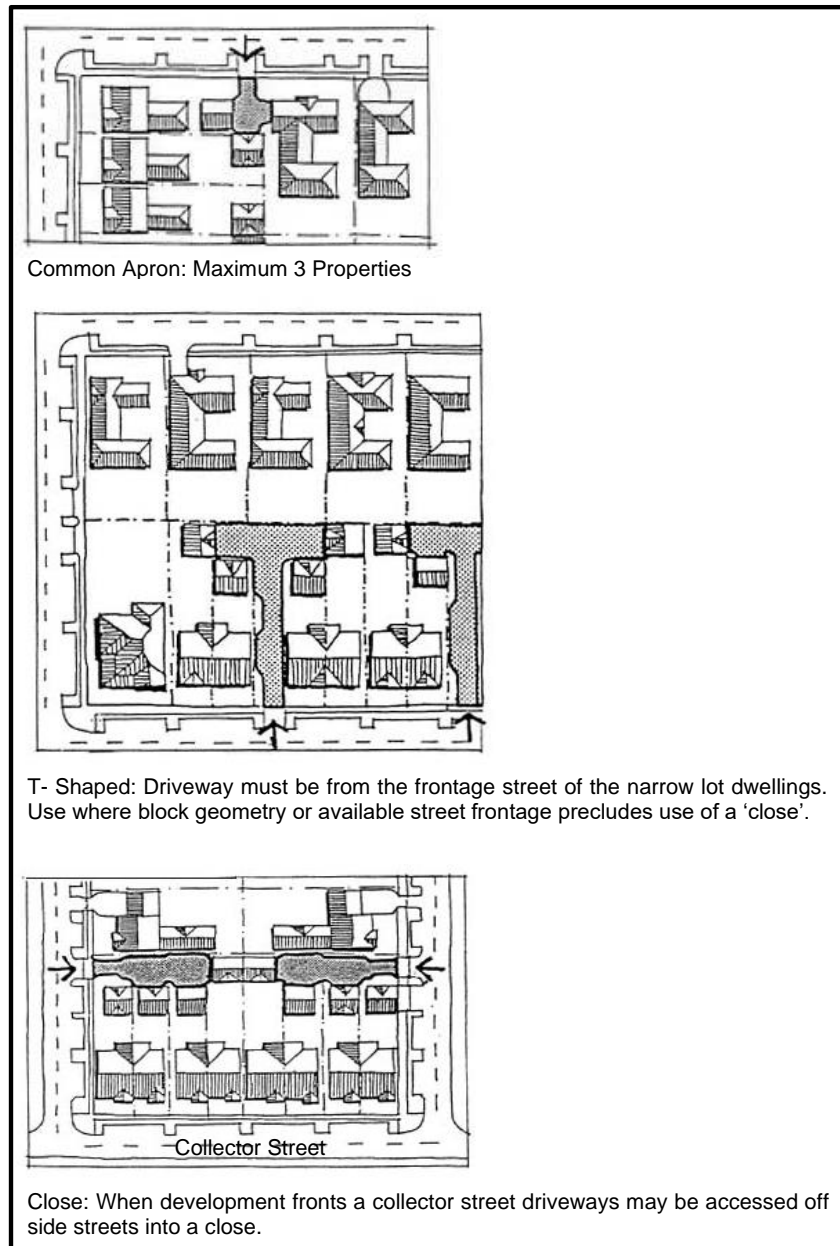 Common Apron: Maximum 3 Properties
T- Shaped: Driveway must be from the frontage street of the narrow lot dwellings.
Use where block geometry or available street frontage precludes use of a ‘close’.
Collector Street
Close: When development fronts a collector street driveways may be accessed off
side streets into a close.